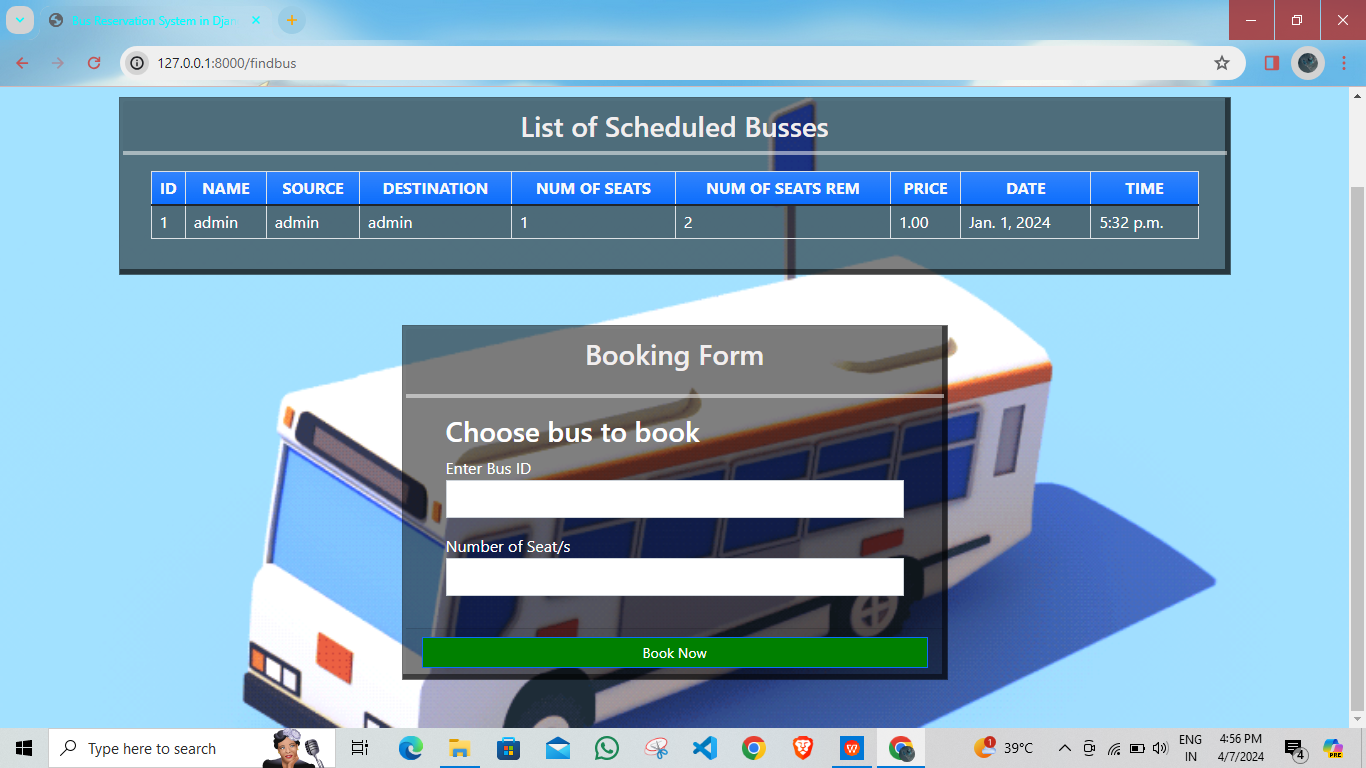 Bus Reservation System in Djan
127.0.0.1:8000/findbus
List of Scheduled Busses
ID NAME SOURCE DESTINATION NUM OF SEATS NUM OF SEATS REM PRICE DATE TIME
1 admin admin admin 1 2 1.00 Jan. 1, 2024 5:32 p.m.
Booking Form
Choose bus to book
Enter Bus ID
Number of Seat/s
Book Now
Type here to search
W
1
39°C
ENG
IN
4:56 PM
4/7/2024
4
PRE